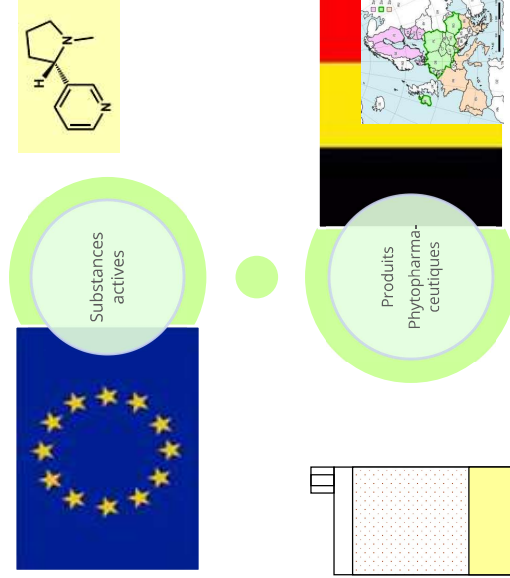 Substances
actives
Produits
Phytopharma-
ceutiques
N
H
N